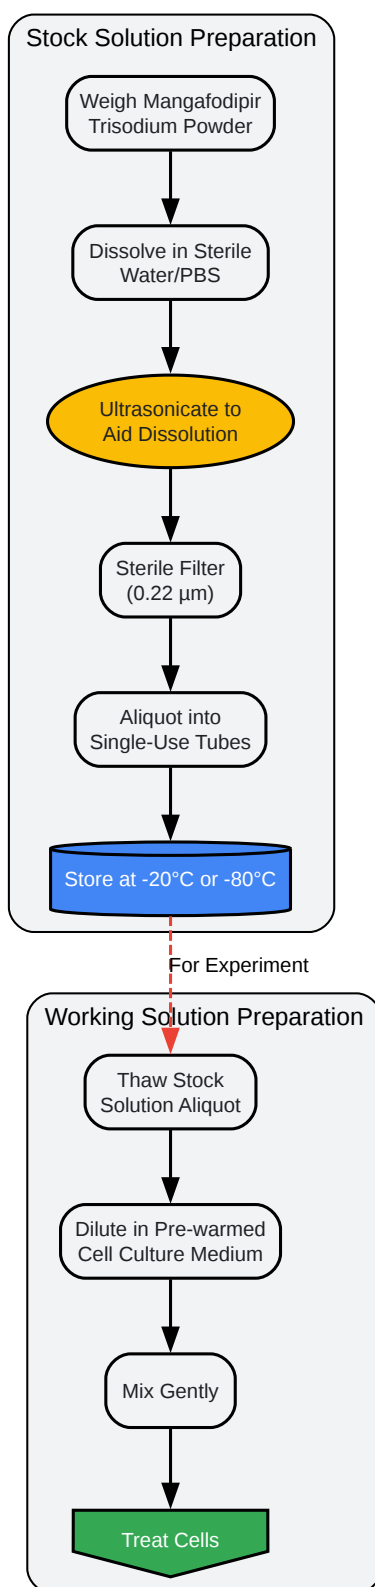 Stock Solution Preparation
Weigh Mangafodipir
Trisodium Powder
Dissolve in Sterile
Water/PBS
Ultrasonicate to
Aid Dissolution
Sterile Filter
(0.22 µm)
Aliquot into
Single-Use Tubes
Store at -20°C or -80°C
For Experiment
Working Solution Preparation
Thaw Stock
Solution Aliquot
Dilute in Pre-warmed
Cell Culture Medium
Mix Gently
Treat Cells